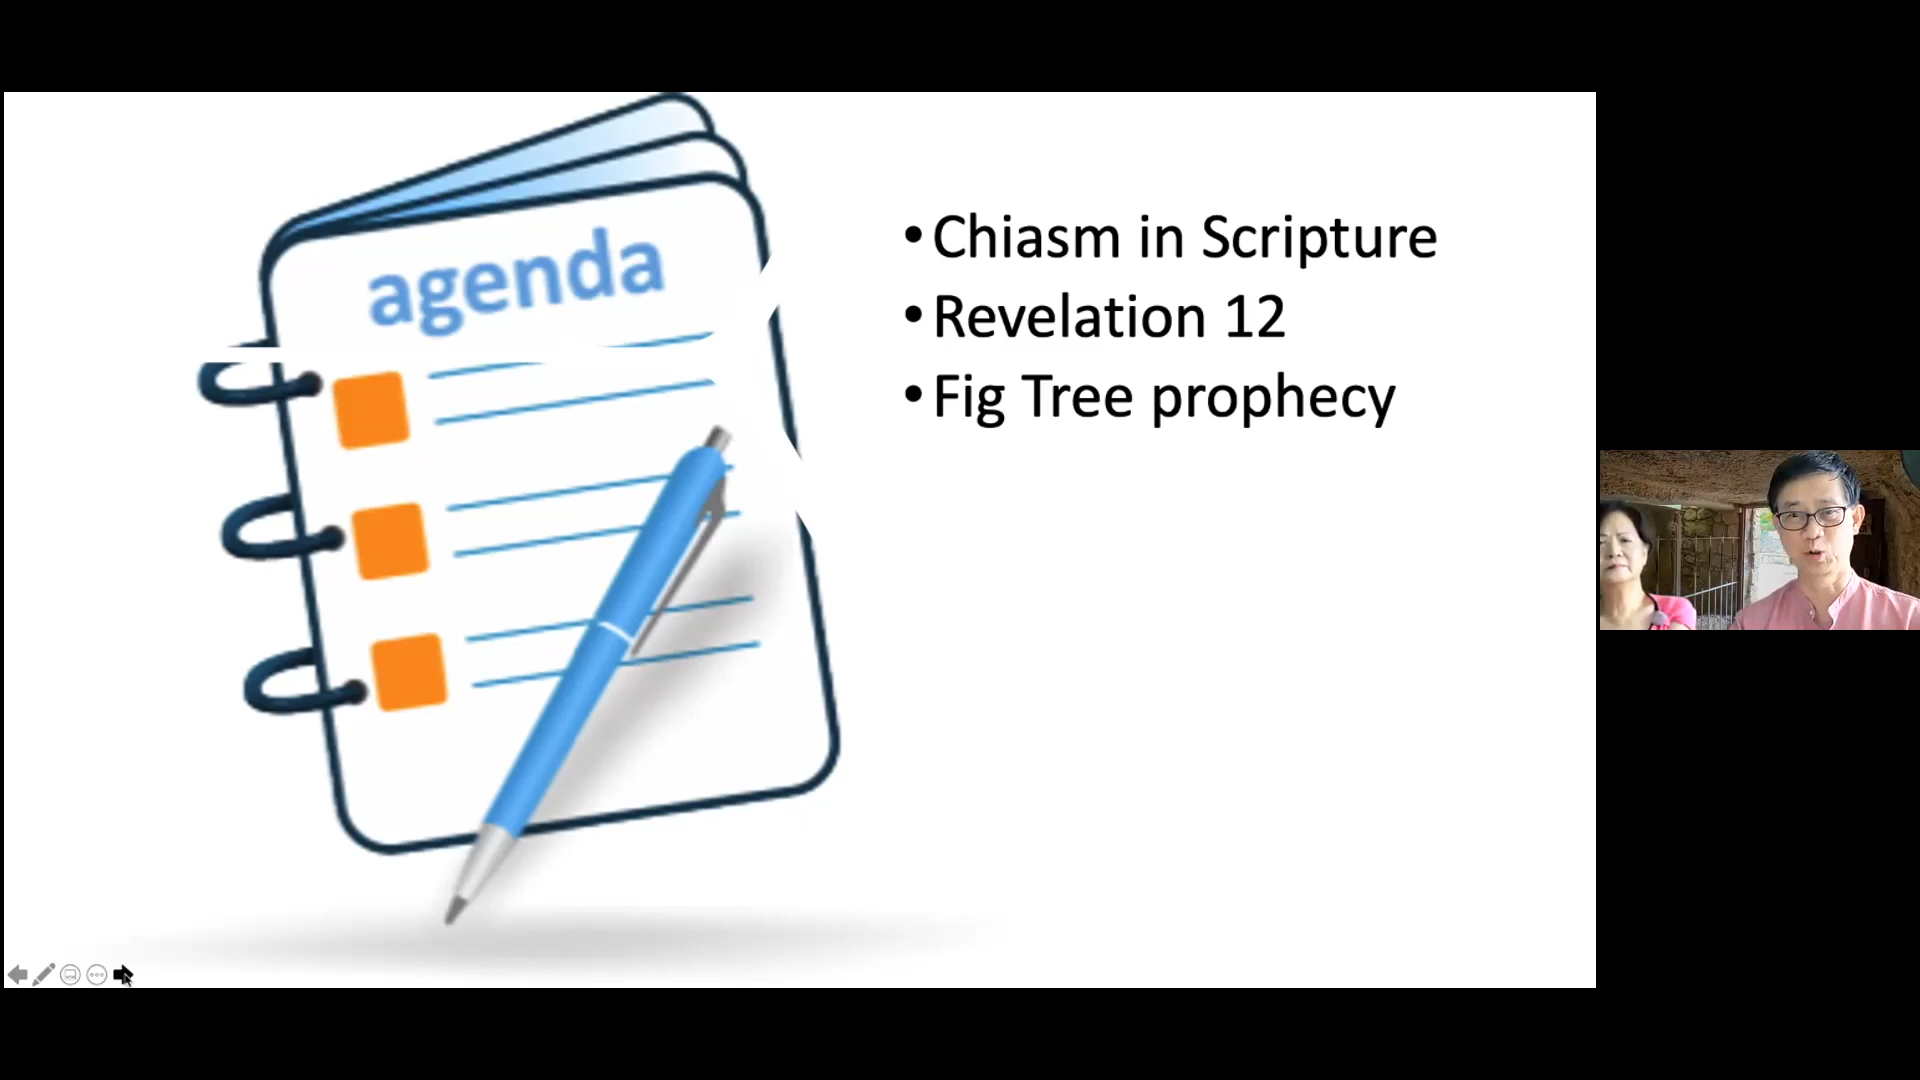 agenda
• Chiasm in Scripture
• Revelation 12
• Fig Tree prophecy